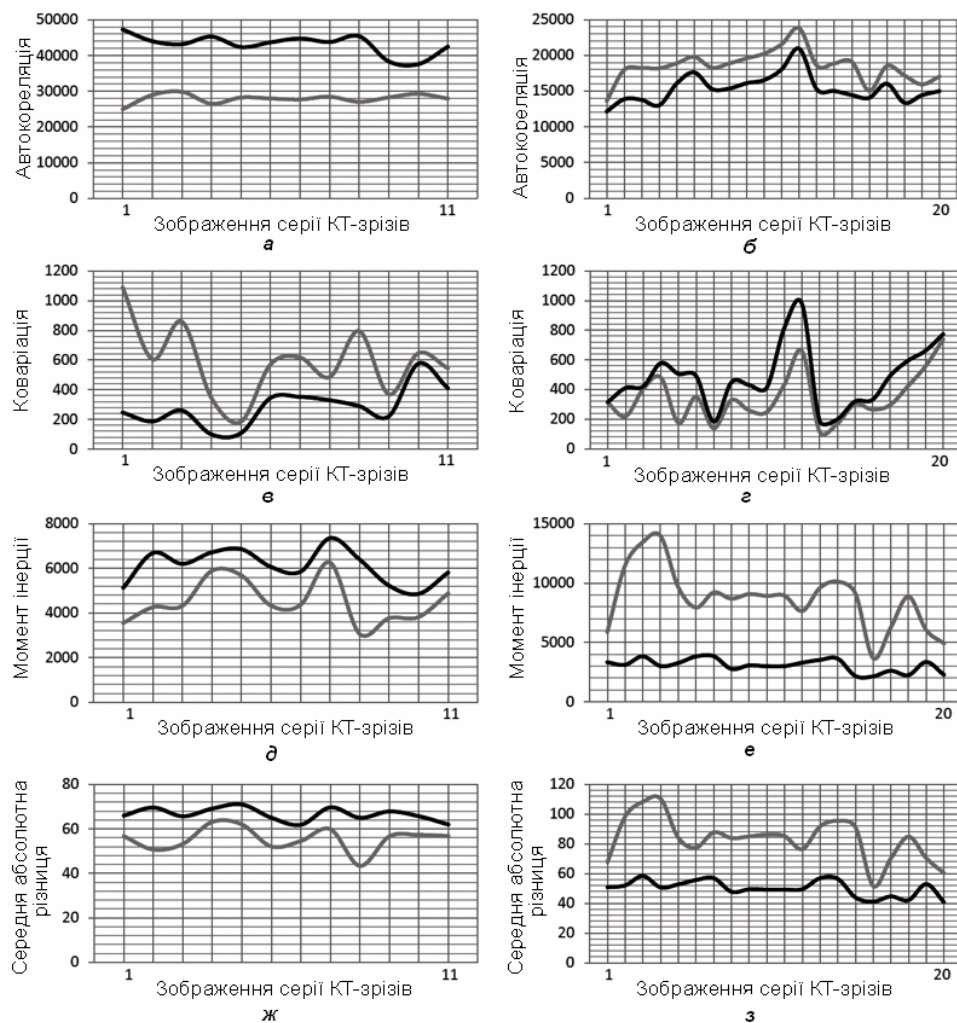 Автокореляція
50000
40000
30000
20000
10000
0
1
11
Зображення серії КТ-зрізів
а
Автокореляція
25000
20000
15000
10000
5000
0
1
20
Зображення серії КТ-зрізів
б
Коваріація
1200
1000
800
600
400
200
0
1
11
Зображення серії КТ-зрізів
в
Коваріація
1200
1000
800
600
400
200
0
1
20
Зображення серії КТ-зрізів
г
Момент інерції
8000
6000
4000
2000
0
1
11
Зображення серії КТ-зрізів
д
Момент інерції
15000
10000
5000
0
1
20
Зображення серії КТ-зрізів
е
Середня абсолютна
різниця
80
60
40
20
0
1
11
Зображення серії КТ-зрізів
ж
Середня абсолютна
різниця
120
100
80
60
40
20
0
1
20
Зображення серії КТ-зрізів
з